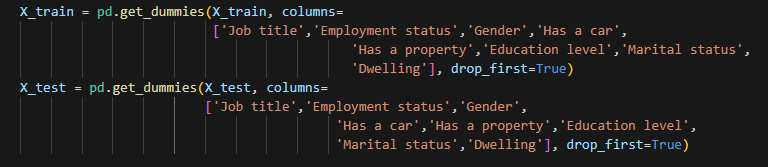 X_train = pd.get_dummies(X_train, columns=
['Job title','Employment status','Gender','Has a car',
'Has a property','Education level','Marital status',
'Dwelling'], drop_first=True)
X_test = pd.get_dummies(X_test, columns=
['Job title','Employment status','Gender',
'Has a car','Has a property','Education level',
'Marital status','Dwelling'], drop_first=True)